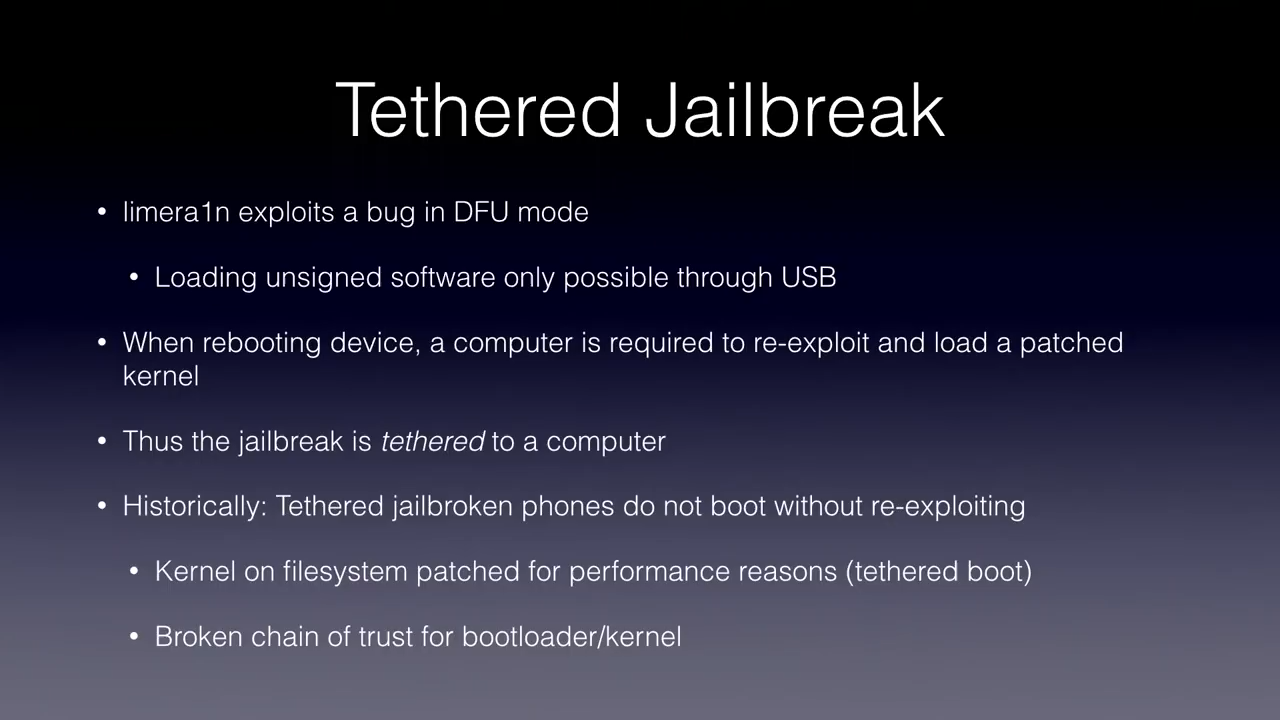 Tethered Jailbreak
• limera1n exploits a bug in DFU mode
• Loading unsigned software only possible through USB
• When rebooting device, a computer is required to re-exploit and load a patched
kernel
• Thus the jailbreak is tethered to a computer
• Historically: Tethered jailbroken phones do not boot without re-exploiting
• Kernel on filesystem patched for performance reasons (tethered boot)
• Broken chain of trust for bootloader/kernel